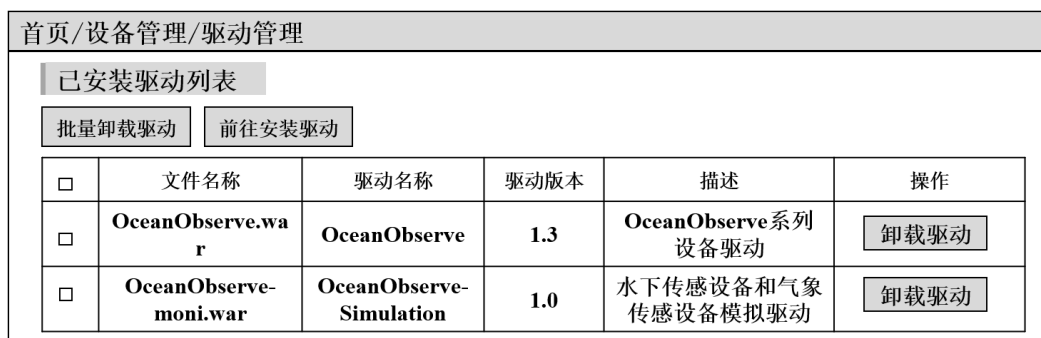 首页/设备管理/驱动管理
已安装驱动列表
批量卸载驱动 前往安装驱动
文件名称 驱动名称 驱动版本 描述 操作
OceanObserve.wa
r
OceanObserve
1.3
OceanObserve系列
设备驱动
卸载驱动
OceanObserve-
moni.war
OceanObserve-
Simulation
1.0
水下传感设备和气象
传感设备模拟驱动
卸载驱动